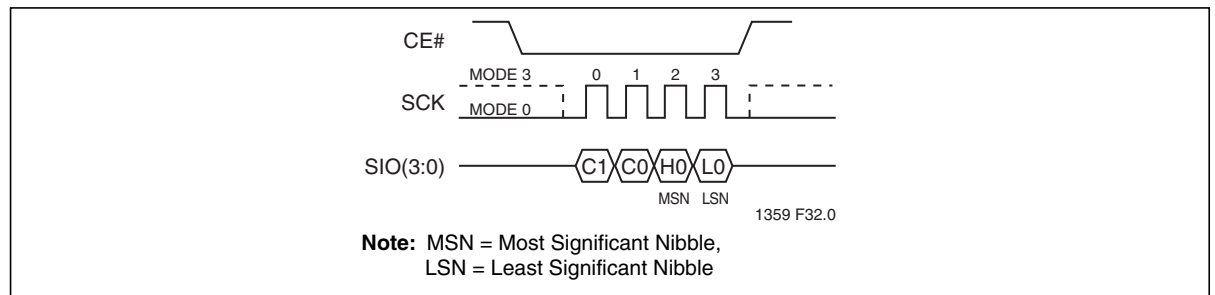 CE#
MODE 3 0 1 2 3
SCK
MODE 0
SIO(3:0) C1 C0 H0 L0
MSN LSN
1359 F32.0
Note: MSN = Most Significant Nibble,
LSN = Least Significant Nibble